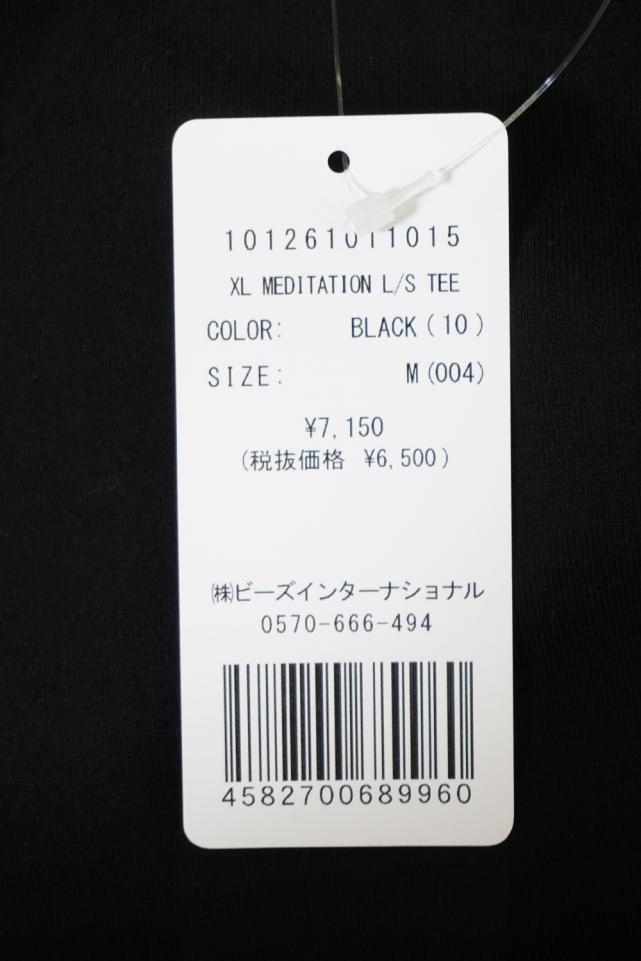 101261011015
XL MEDITATION L/S TEE
COLOR: BLACK(10)
SIZE: M(004)
¥7,150
(税抜価格 ¥6,500)
㈱ビーズインターナショナル
0570-666-494
4582700689960